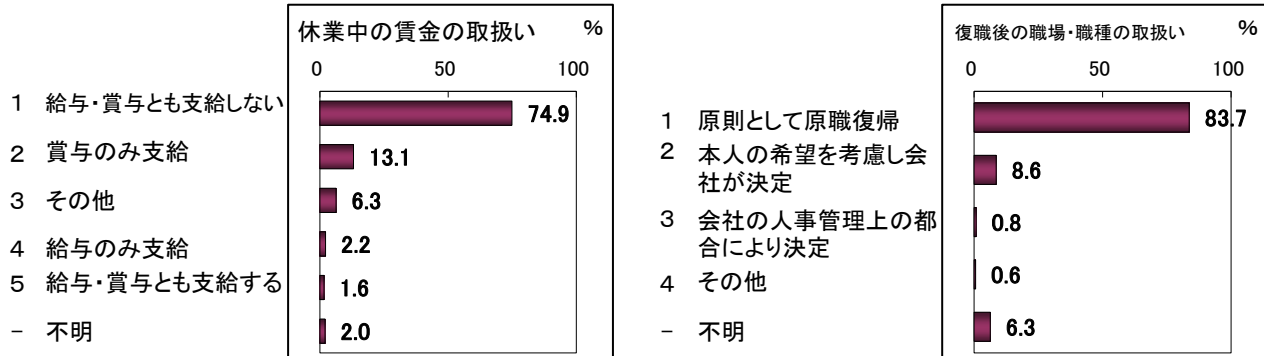 休業中の賃金の取扱い %
0 50 100
1 給与・賞与とも支給しない 74.9
2 賞与のみ支給 13.1
3 その他 6.3
4 給与のみ支給 2.2
5 給与・賞与とも支給する 1.6
- 不明 2.0
復職後の職場・職種の取扱い %
0 50 100
1 原則として原職復帰 83.7
2 本人の希望を考慮し会
社が決定 8.6
3 会社の人事管理上の都
合により決定 0.8
4 その他 0.6
- 不明 6.3